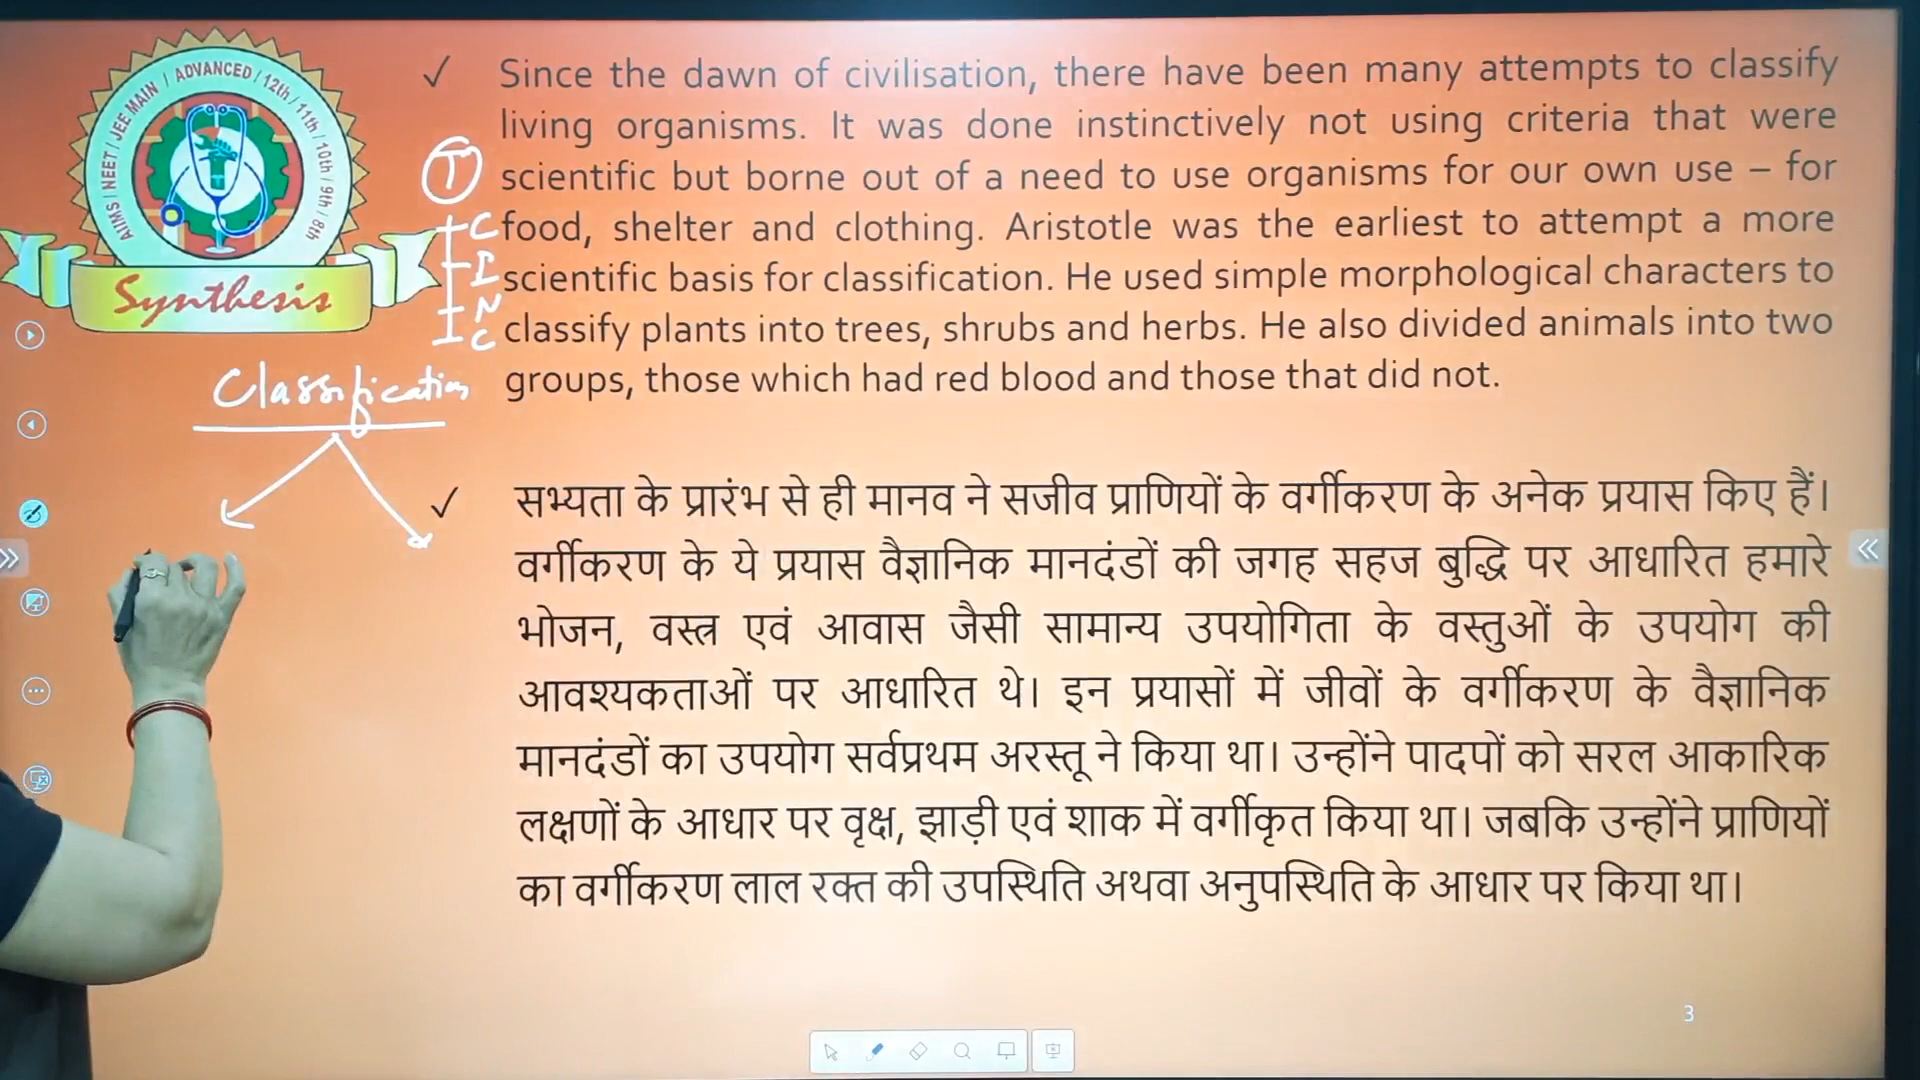 AIIMS / NEET / JEE MAIN / ADVANCED / 12th / 11th / 10th / 9th / 8th
Synthesis
✓ Since the dawn of civilisation, there have been many attempts to classify
living organisms. It was done instinctively not using criteria that were
scientific but borne out of a need to use organisms for our own use – for
food, shelter and clothing. Aristotle was the earliest to attempt a more
scientific basis for classification. He used simple morphological characters to
classify plants into trees, shrubs and herbs. He also divided animals into two
groups, those which had red blood and those that did not.
T
C
I
N
C
Classification
✓ सभ्यता के प्रारंभ से ही मानव ने सजीव प्राणियों के वर्गीकरण के अनेक प्रयास किए हैं।
वर्गीकरण के ये प्रयास वैज्ञानिक मानदंडों की जगह सहज बुद्धि पर आधारित हमारे
भोजन, वस्त्र एवं आवास जैसी सामान्य उपयोगिता के वस्तुओं के उपयोग की
आवश्यकताओं पर आधारित थे। इन प्रयासों में जीवों के वर्गीकरण के वैज्ञानिक
मानदंडों का उपयोग सर्वप्रथम अरस्तू ने किया था। उन्होंने पादपों को सरल आकारिक
लक्षणों के आधार पर वृक्ष, झाड़ी एवं शाक में वर्गीकृत किया था। जबकि उन्होंने प्राणियों
का वर्गीकरण लाल रक्त की उपस्थिति अथवा अनुपस्थिति के आधार पर किया था।
3